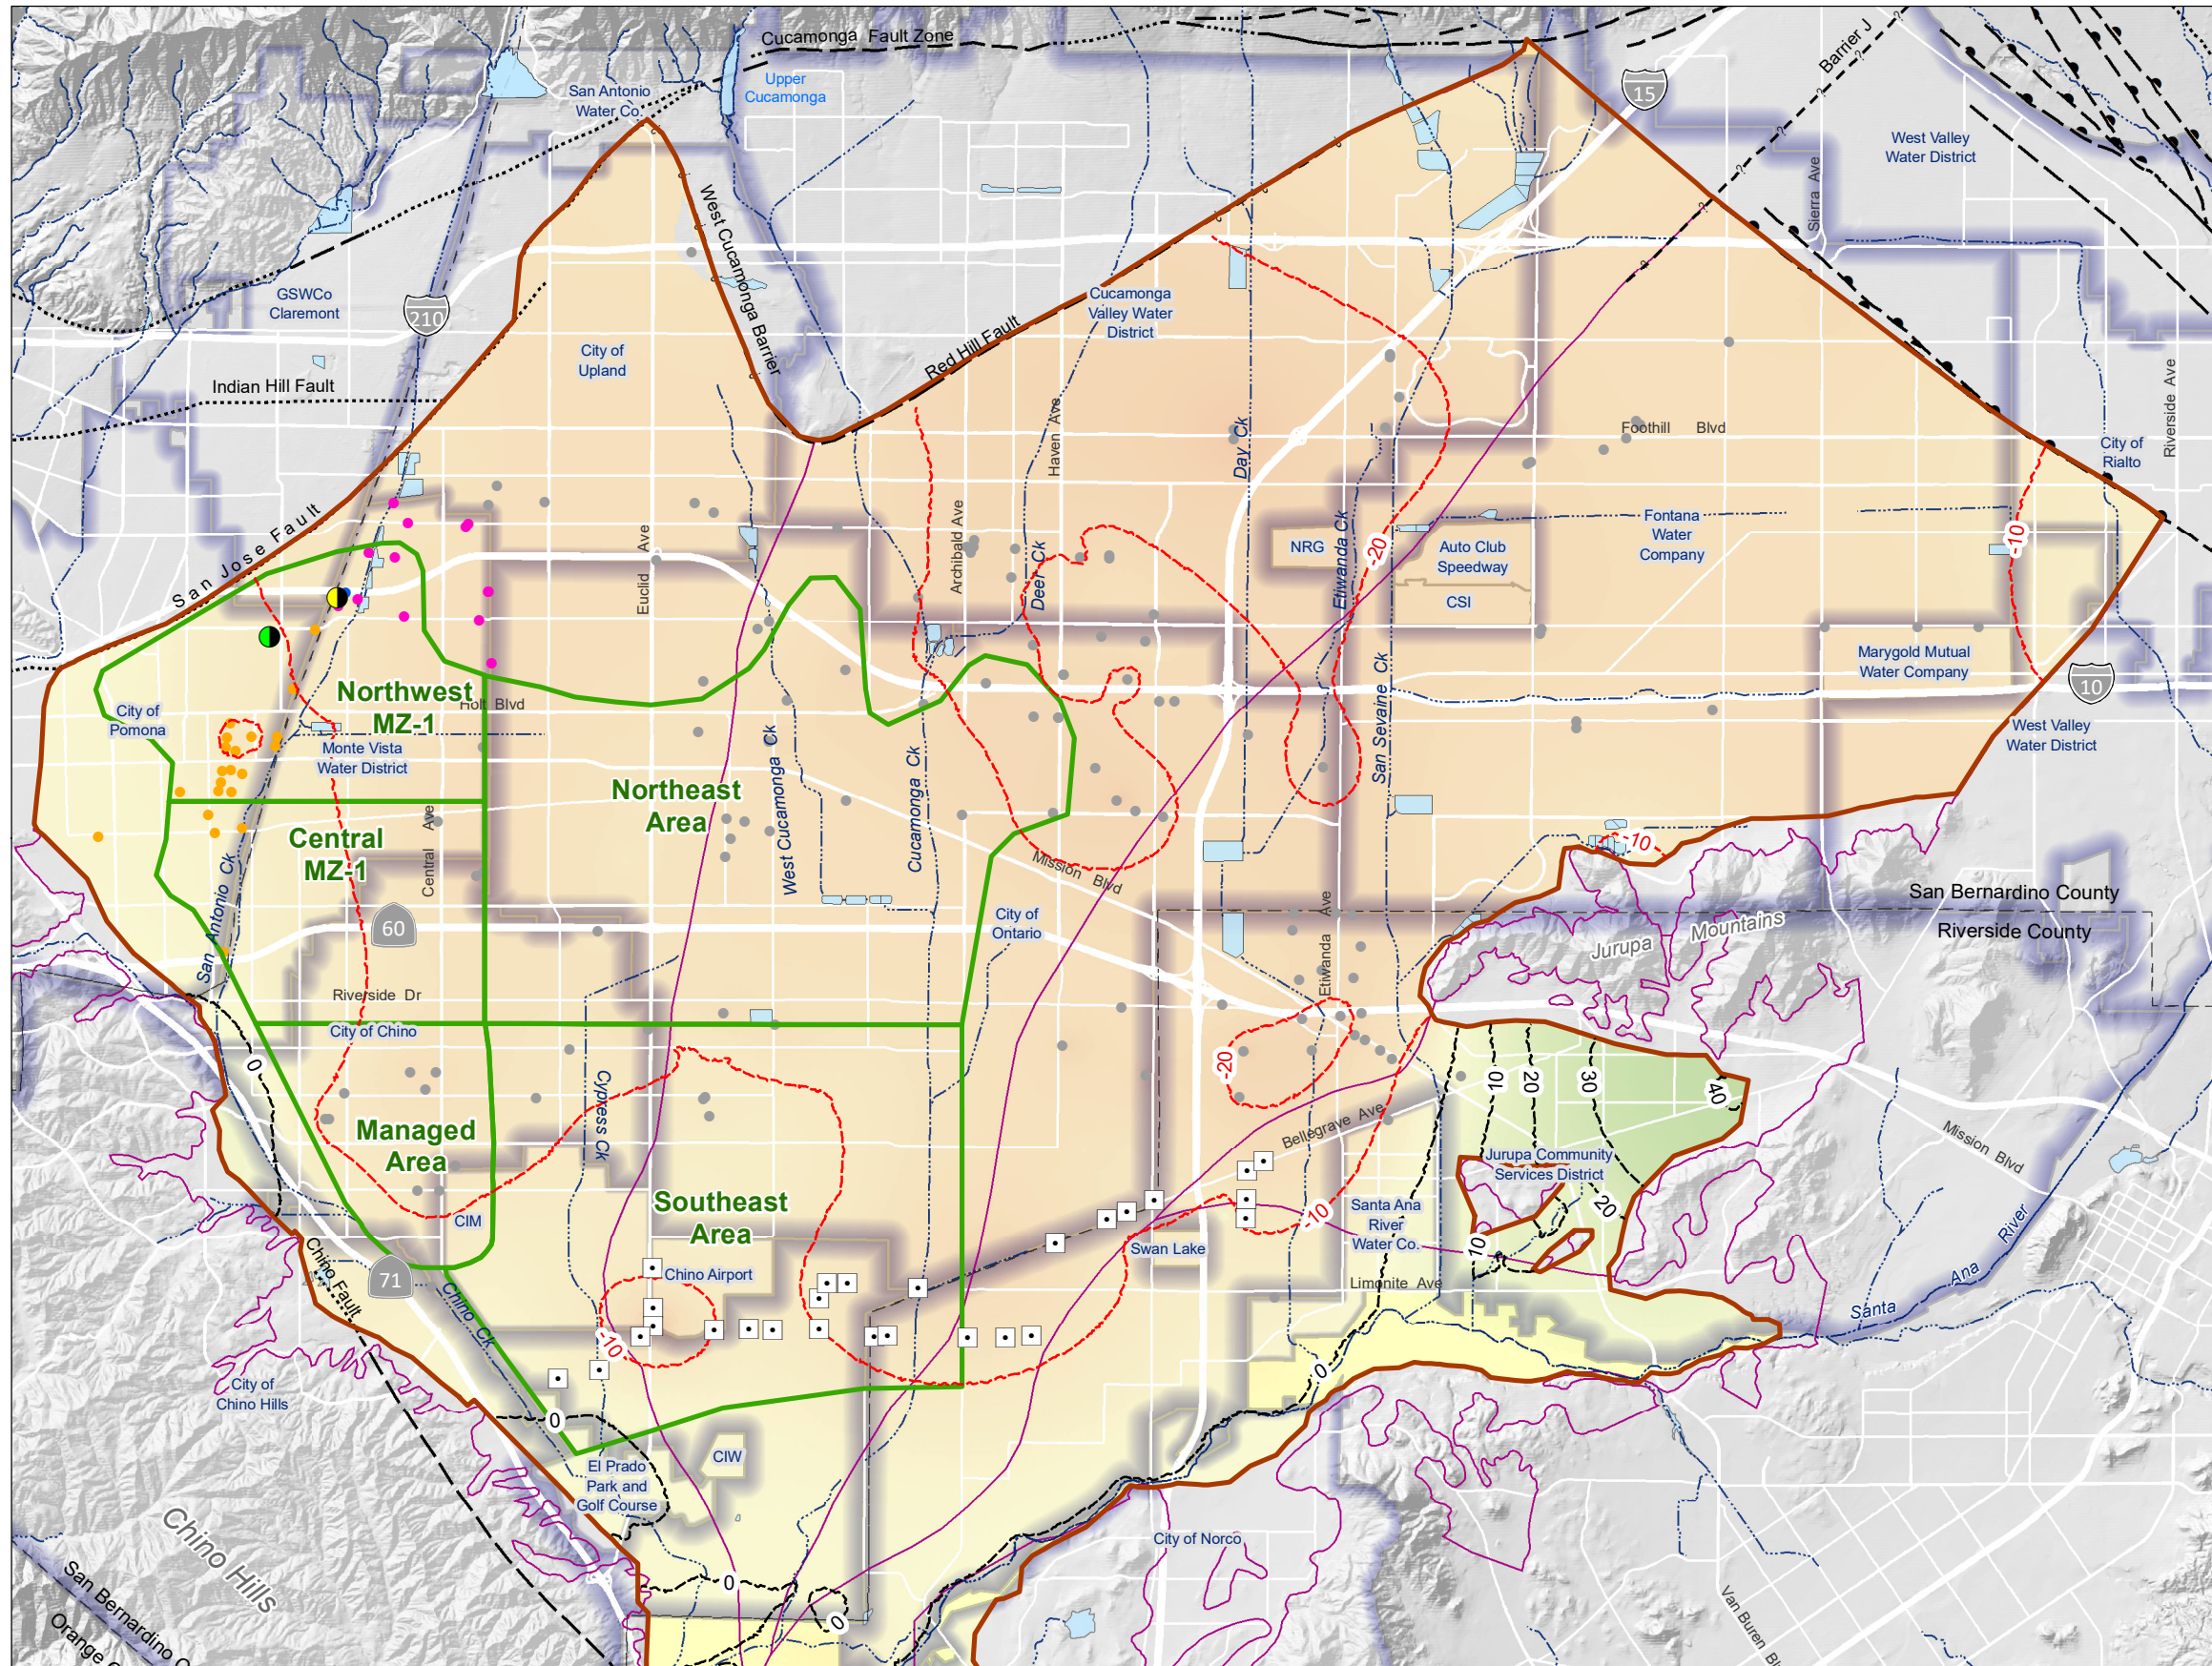 Cucamonga Fault Zone
Barrier J
San Antonio
Water Co.
Upper
Cucamonga
15
West Valley
Water District
Sierra Ave
West Cucamonga Barrier
GSWCo
Claremont
210
Cucamonga
Valley Water
District
Red Hill Fault
City of
Upland
Indian Hill Fault
Riverside Ave
Foothill Blvd
City of
Rialto
Haven Ave
Day Ck
San Jose Fault
Euclid Ave
Archibald Ave
Deer Ck
NRG
Etiwanda Ck
-20
Auto Club
Speedway
CSI
Fontana
Water
Company
-10
Marygold Mutual
Water Company
10
West Valley
Water District
San Sevaine Ck
Northwest
MZ-1
Holt Blvd
City of
Pomona
Monte Vista
Water District
Northeast
Area
West Cucamonga Ck
Cucamonga Ck
Central
MZ-1
Central Ave
Mission Blvd
-10
San Antonio Ck
60
City of
Ontario
Etiwanda Ave
San Bernardino County
Riverside County
Jurupa Mountains
Riverside Dr
City of Chino
0
Cypress Ck
-20
10
20
30
40
Bellegrave Ave
Mission Blvd
Managed
Area
Jurupa Community
Services District
CIM
Southeast
Area
Santa Ana
River
Water Co.
-10
20
10
Swan Lake
Chino Fault
71
Chino Ck
Chino Airport
Limonite Ave
Santa Ana River
-10
0
City of
Chino Hills
0
CIW
El Prado
Park and
Golf Course
City of Norco
Chino Hills
0
0
San Bernardino
Orange
Van Buren